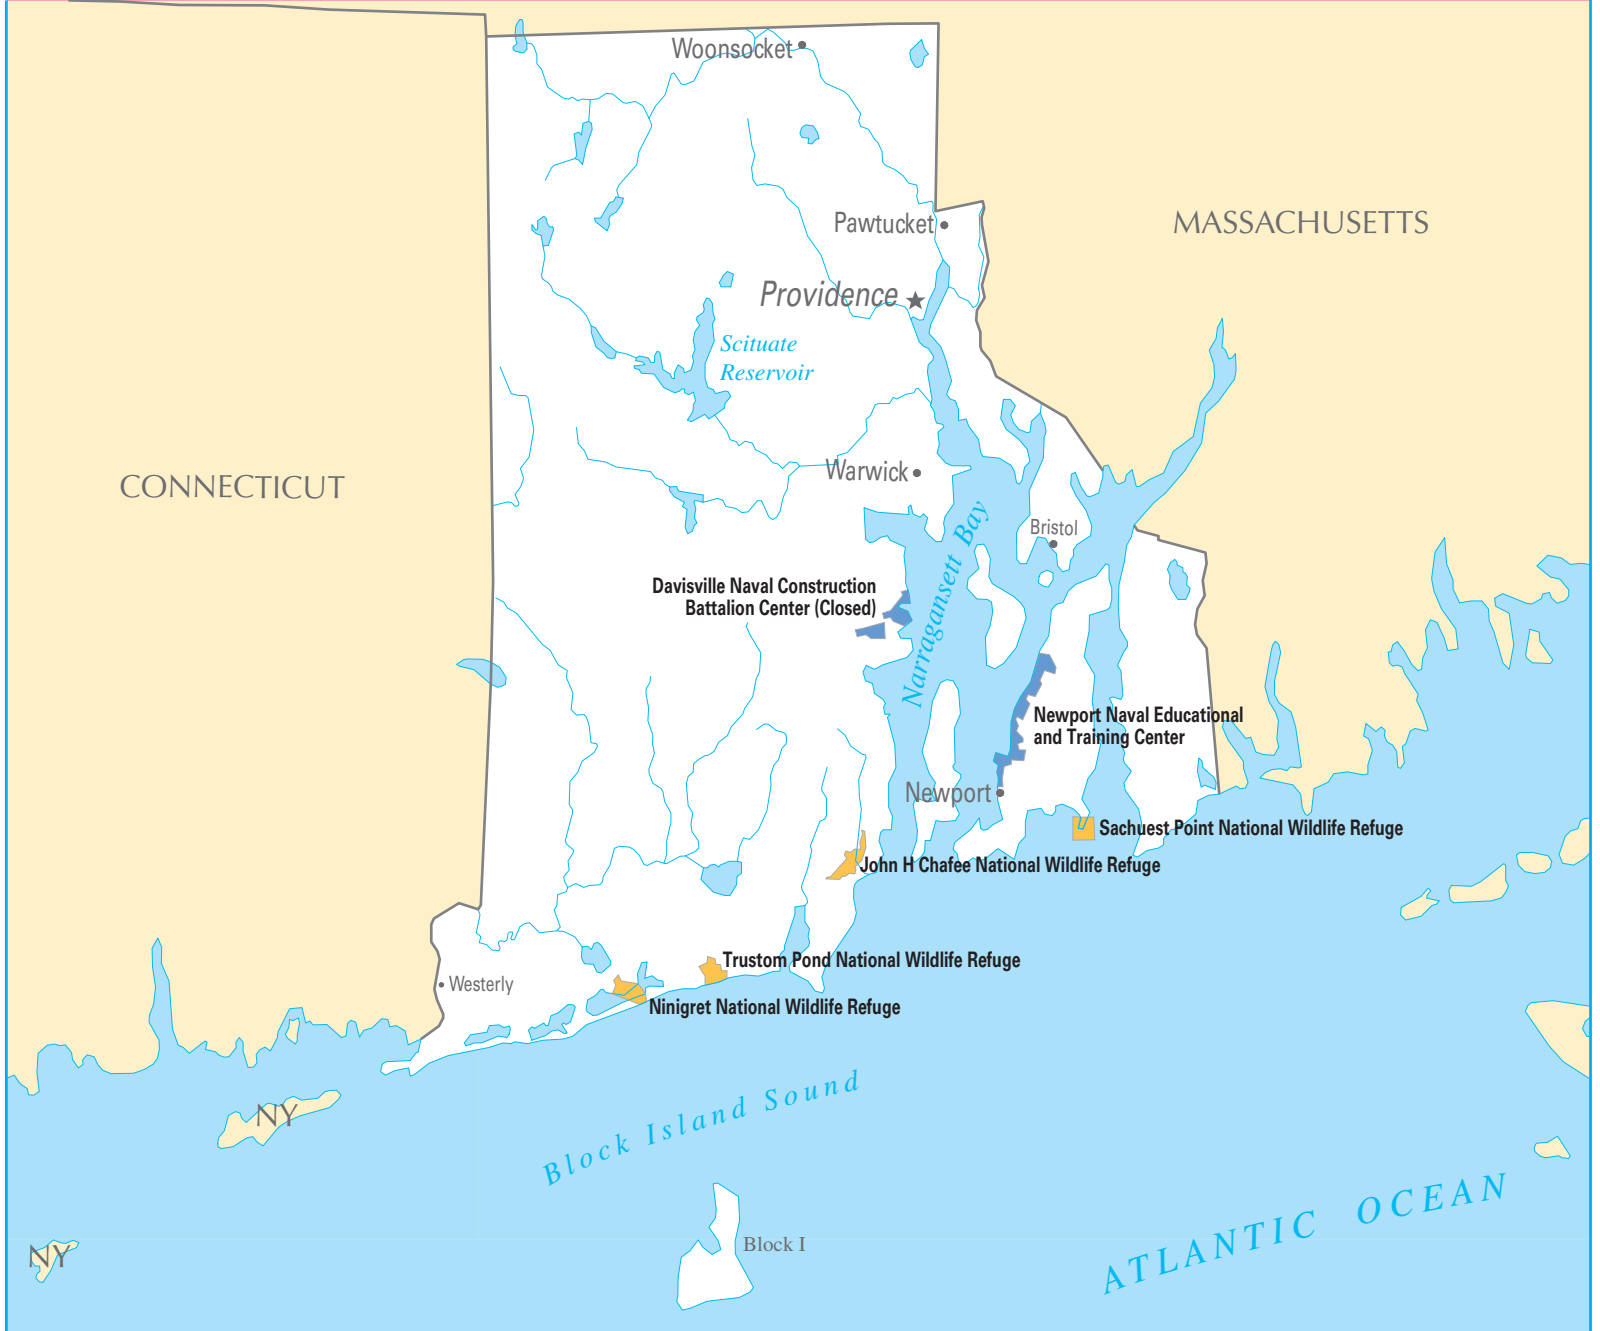 Woonsocket
Pawtucket
MASSACHUSETTS
Providence
Scituate
Reservoir
CONNECTICUT
Warwick
Bristol
Narragansett Bay
Davisville Naval Construction
Battalion Center (Closed)
Newport Naval Educational
and Training Center
Newport
Sachuest Point National Wildlife Refuge
John H Chafee National Wildlife Refuge
Trustom Pond National Wildlife Refuge
Westerly
Ninigret National Wildlife Refuge
NY
Block Island Sound
ATLANTIC OCEAN
Block I
NY